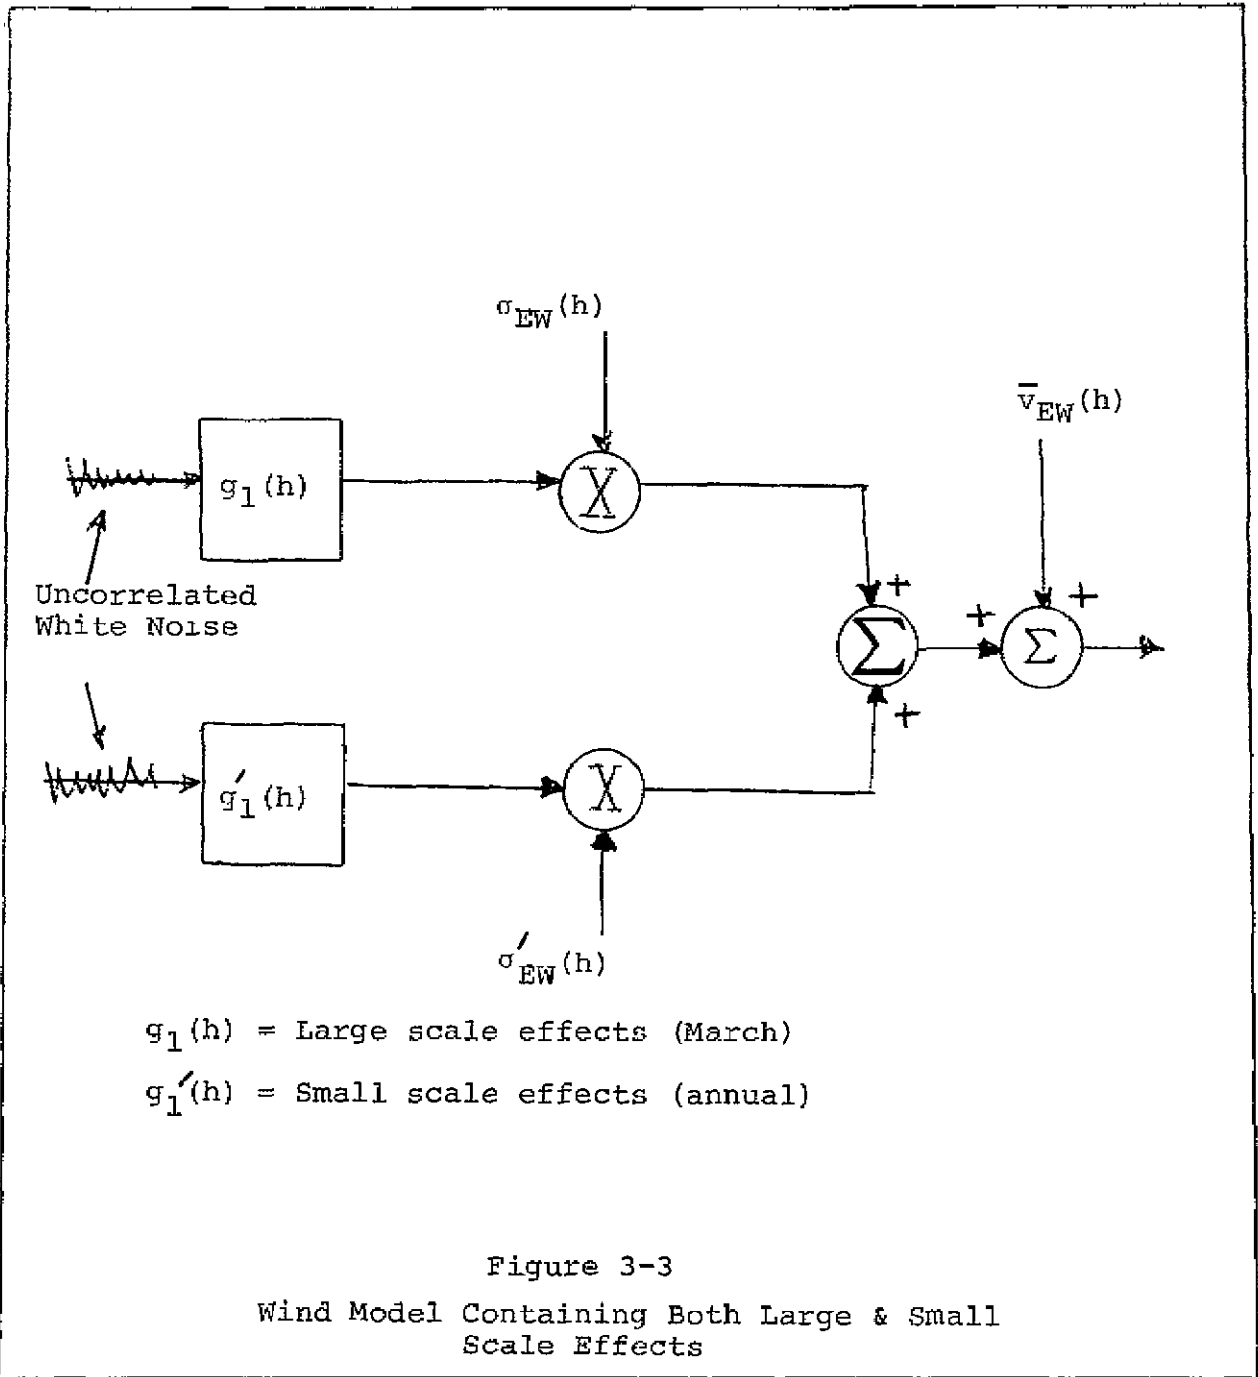 σEW(h)
v̄EW(h)
g1(h)
X
Uncorrelated
White Noise
+
Σ
+
+
Σ
+
g1′(h)
X
σ′EW(h)
g1(h) = Large scale effects (March)
g1′(h) = Small scale effects (annual)
Figure 3-3
Wind Model Containing Both Large & Small
Scale Effects